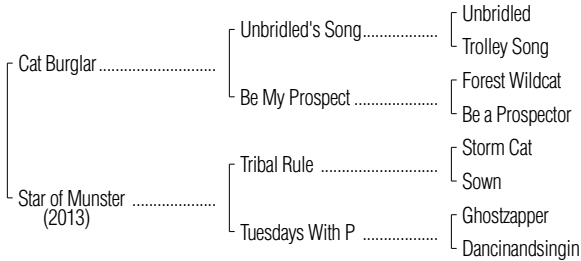 Unbridled
Unbridled's Song
Trolley Song
Cat Burglar
Forest Wildcat
Be My Prospect
Be a Prospector
Storm Cat
Tribal Rule
Sown
Star of Munster
(2013)
Ghostzapper
Tuesdays With P
Dancinandsingin